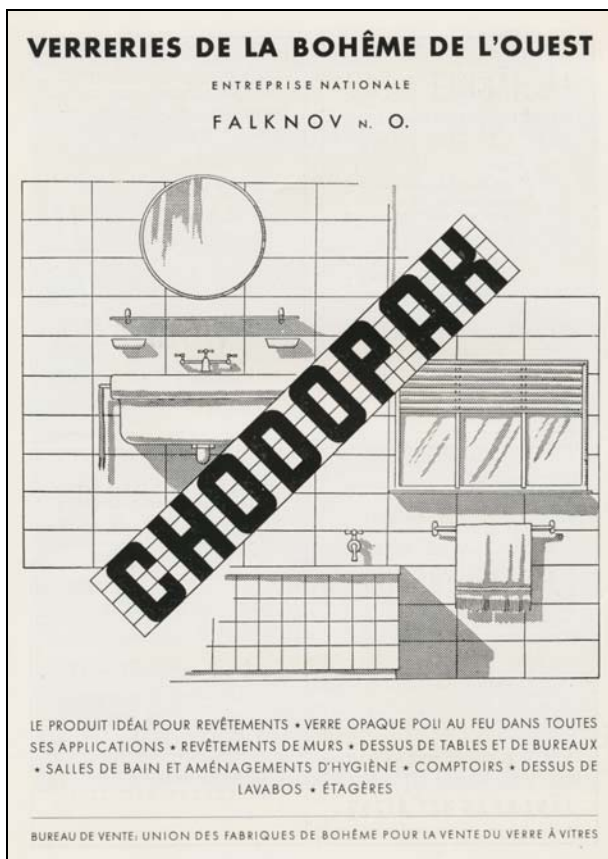 VERRERIES DE LA BOHÊME DE L'OUEST
ENTREPRISE NATIONALE
FALKNOV N. O.
CHODOPAK
LE PRODUIT IDÉAL POUR REVÊTEMENTS ★ VERRE OPAQUE POLI AU FEU DANS TOUTES
SES APPLICATIONS ★ REVÊTEMENTS DE MURS ★ DESSUS DE TABLES ET DE BUREAUX
★ SALLES DE BAIN ET AMÉNAGEMENTS D'HYGIÈNE ★ COMPTOIRS ★ DESSUS DE
LAVABOS ★ ÉTAGÈRES
BUREAU DE VENTE: UNION DES FABRIQUES DE BOHÊME POUR LA VENTE DU VERRE À VITRES